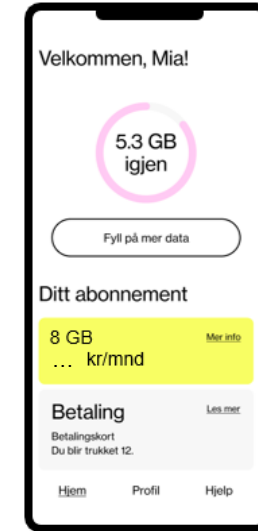 Velkommen, Mia!
5.3 GB
igjen
Fyll på mer data
Ditt abonnement
8 GB Mer info
... kr/mnd
Betaling Les mer
Betalingskort
Du blir trukket 12.
Hjem Profil Hjelp